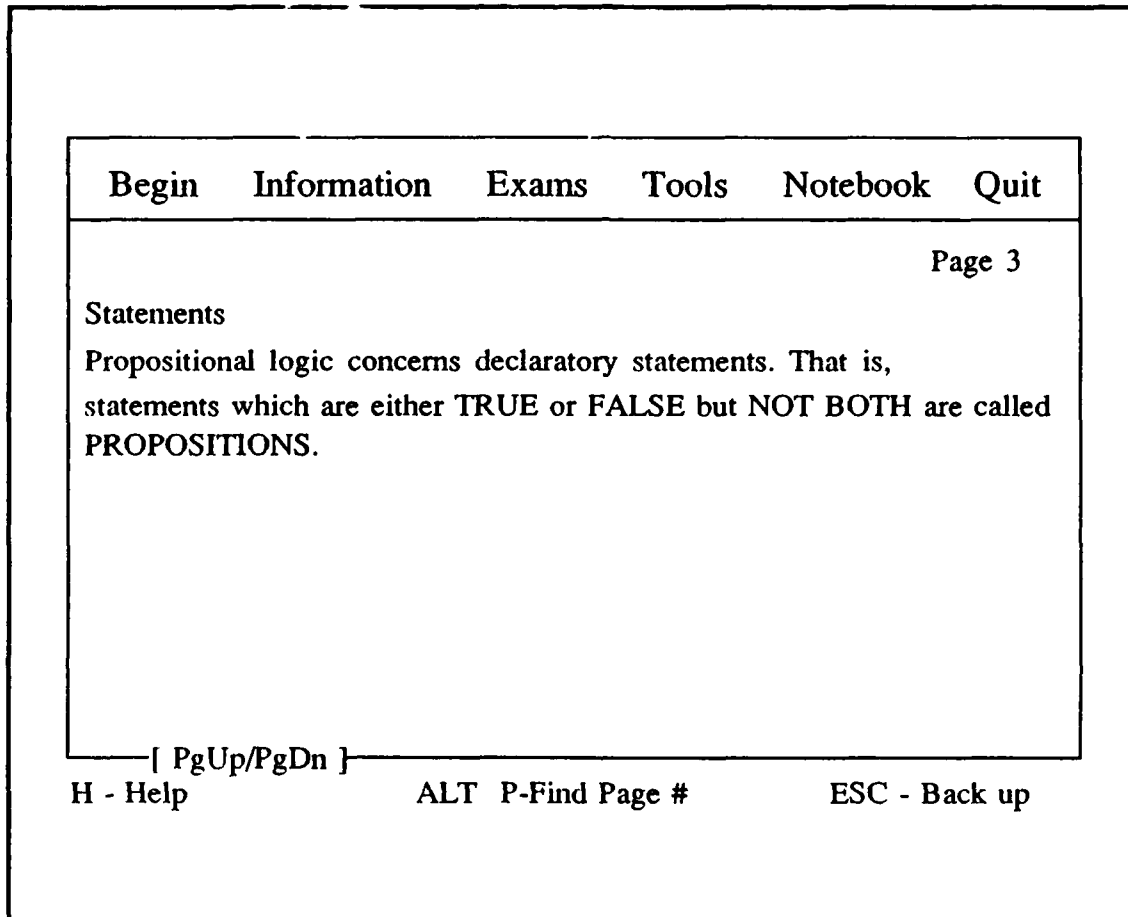 Begin Information Exams Tools Notebook Quit
Page 3
Statements
Propositional logic concerns declaratory statements. That is,
statements which are either TRUE or FALSE but NOT BOTH are called
PROPOSITIONS.
[ PgUp/PgDn ]
H - Help ALT P-Find Page # ESC - Back up